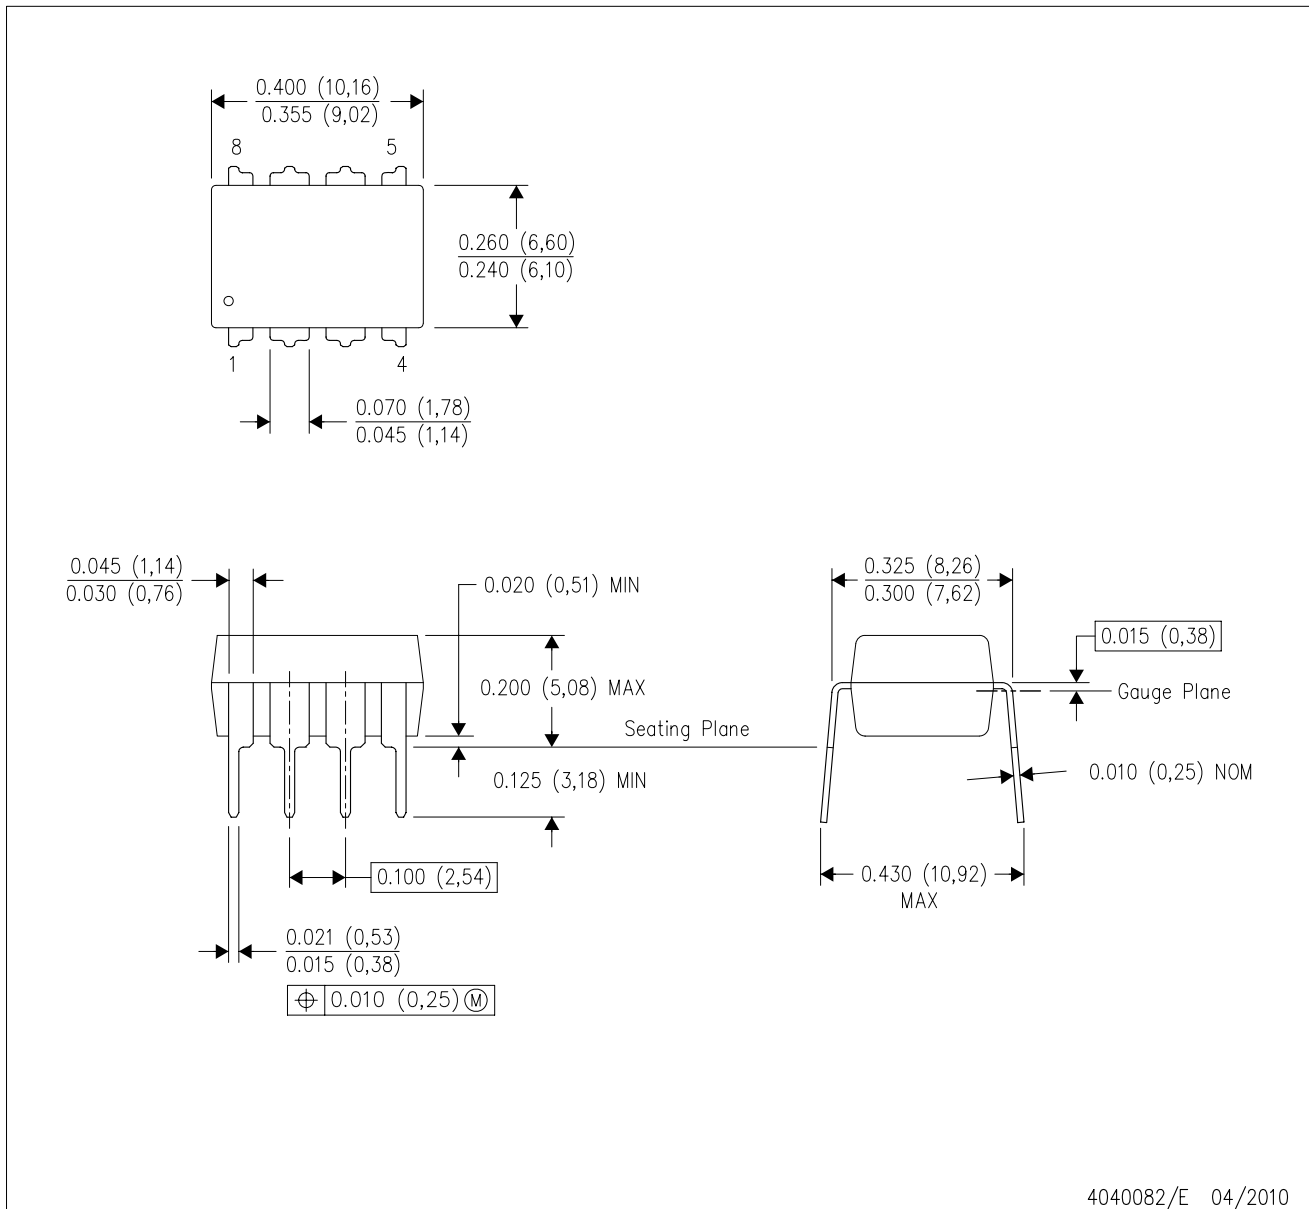 0.400 (10,16)
0.355 (9,02)
8
5
0.260 (6,60)
0.240 (6,10)
1
4
0.070 (1,78)
0.045 (1,14)
0.045 (1,14)
0.030 (0,76)
0.020 (0,51) MIN
0.200 (5,08) MAX
Seating Plane
0.125 (3,18) MIN
0.100 (2,54)
0.021 (0,53)
0.015 (0,38)
⌖ 0.010 (0,25) Ⓜ
0.325 (8,26)
0.300 (7,62)
0.015 (0,38)
Gauge Plane
0.010 (0,25) NOM
0.430 (10,92)
MAX
4040082/E 04/2010